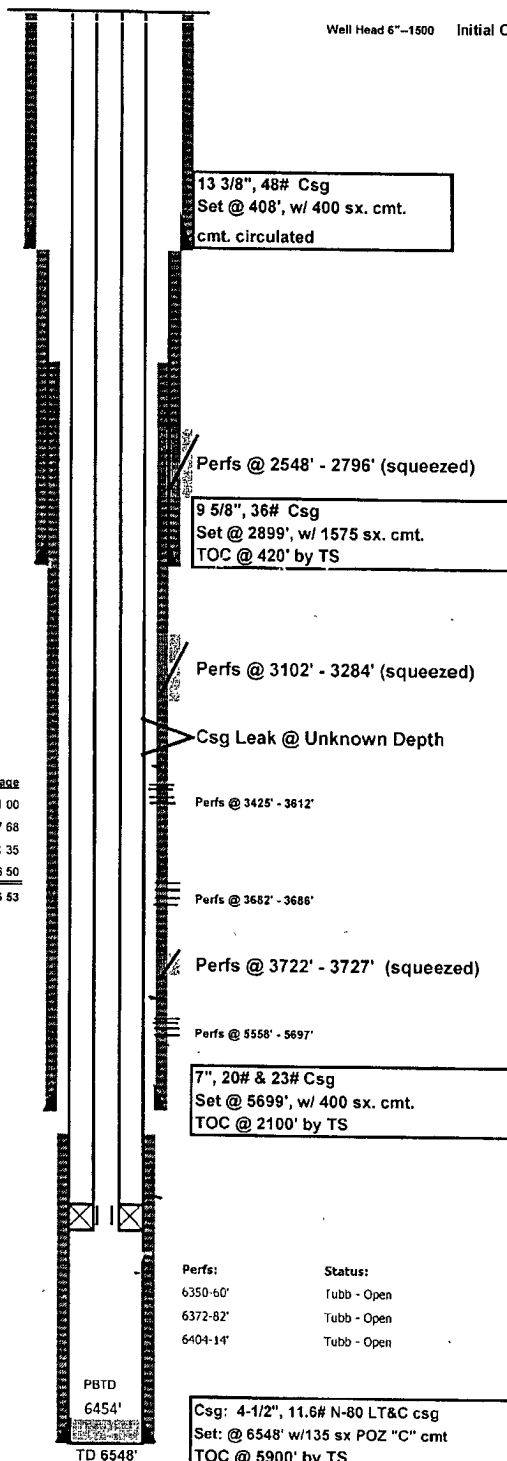 Well Head 6"--1500 Initial
13 3/8", 48# Csg
Set @ 408', w/ 400 sx. cmt.
cmt. circulated
Perfs @ 2548' - 2796' (squeezed)
9 5/8", 36# Csg
Set @ 2899', w/ 1575 sx. cmt.
TOC @ 420' by TS
Perfs @ 3102' - 3284' (squeezed)
Csg Leak @ Unknown Depth
Perfs @ 3425' - 3612'
00
68
35
50
53
Perfs @ 3682' - 3686'
Perfs @ 3722' - 3727' (squeezed)
Perfs @ 5558' - 5697'
7", 20# & 23# Csg
Set @ 5699', w/ 400 sx. cmt.
TOC @ 2100' by TS
Perfs: Status:
6350-60' Tubb - Open
6372-82' Tubb - Open
6404-14' Tubb - Open
PBTD
6454'
TD 6548'
Csg: 4-1/2", 11.6# N-80 LT&C csg
Set: @ 6548' w/135 sx POZ "C" cmt
TOC @ 5900' by TS